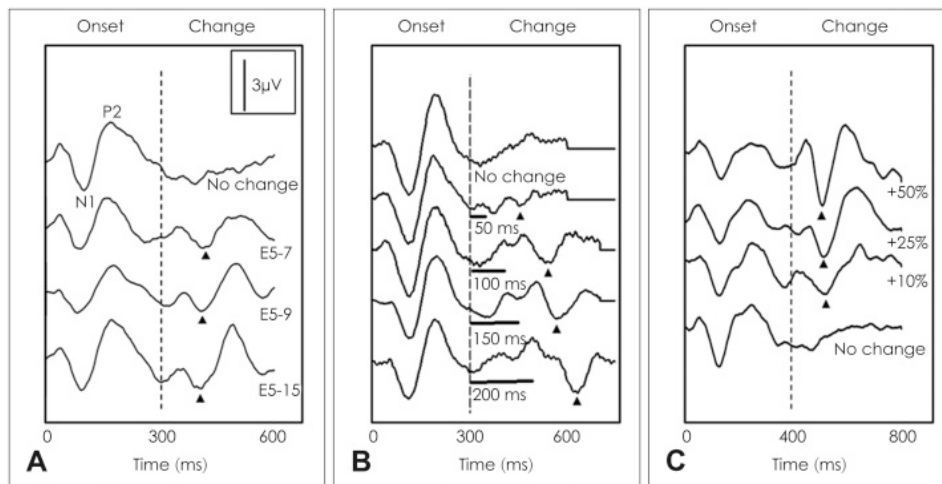 Onset Change
3µV
P2
N1
No change
E5-7
E5-9
E5-15
0 300 600
Time (ms)
A
Onset Change
No change
50 ms
100 ms
150 ms
200 ms
0 300 600
Time (ms)
B
Onset Change
+50%
+25%
+10%
No change
0 400 800
Time (ms)
C